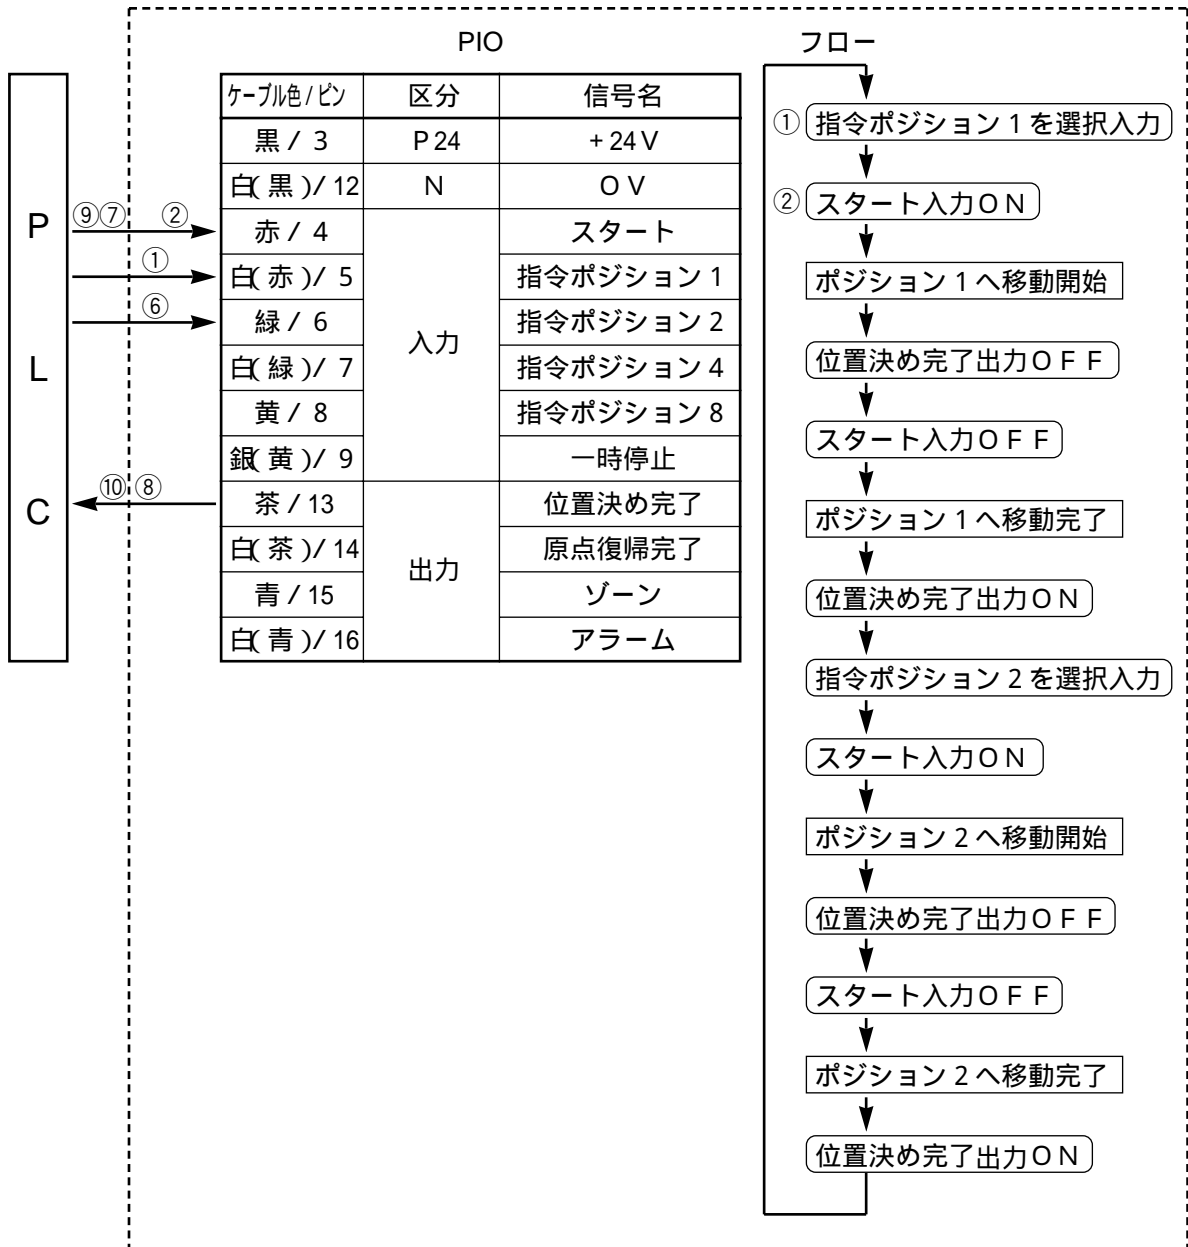 PIO
フロー
P
L
C
⑨⑦ ②
①
⑥
⑩ ⑧
ケーブル色/ピン 区分 信号名
黒/ 3 P24 +24V
白(黒)/12 N 0V
赤/ 4 入力 スタート
白(赤)/ 5 指令ポジション1
緑/ 6 指令ポジション2
白(緑)/ 7 指令ポジション4
黄/ 8 指令ポジション8
銀(黄)/ 9 一時停止
茶/13 出力 位置決め完了
白(茶)/14 原点復帰完了
青/15 ゾーン
白(青)/16 アラーム
① 指令ポジション1を選択入力
② スタート入力ON
ポジション1へ移動開始
位置決め完了出力OFF
スタート入力OFF
ポジション1へ移動完了
位置決め完了出力ON
指令ポジション2を選択入力
スタート入力ON
ポジション2へ移動開始
位置決め完了出力OFF
スタート入力OFF
ポジション2へ移動完了
位置決め完了出力ON